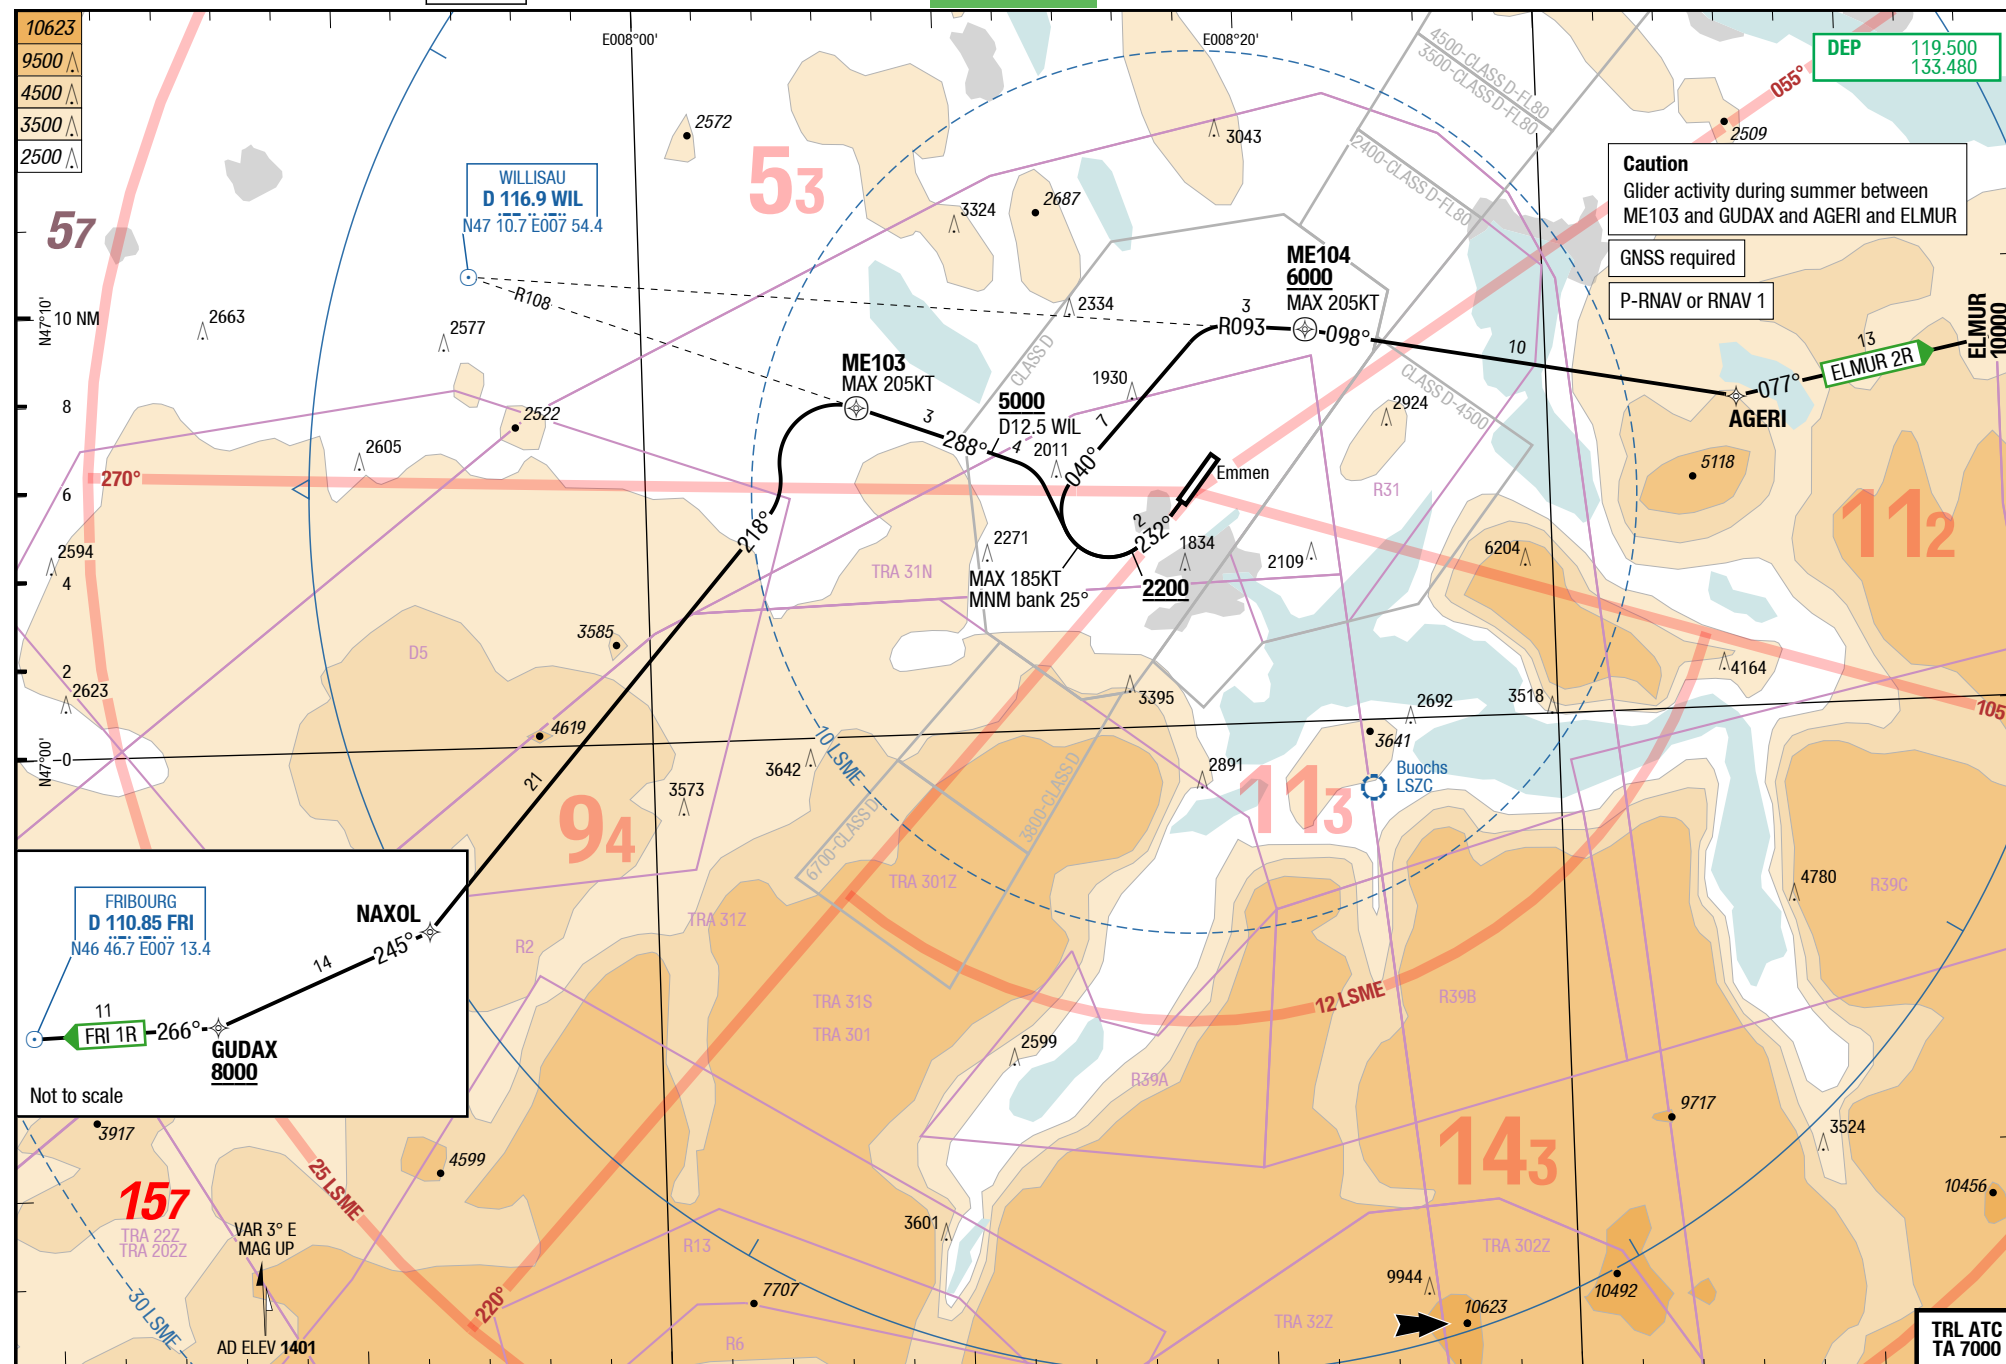 10623
9500
4500
3500
2500
E008°00'
E008°20'
4500-CLASS D-FL80
3500-CLASS D-FL80
2400-CLASS D-FL80
DEP 119.500
133.480
055°
2509
Caution
Glider activity during summer between
ME103 and GUDAX and AGERI and ELMUR
GNSS required
P-RNAV or RNAV 1
2572
53
3043
WILLISAU
D 116.9 WIL
N47 10.7 E007 54.4
57
3324
2687
R108
2663
2577
2334
ME104
6000
MAX 205KT
3
R093
098°
10
13
ELMUR 2R
ELMUR
10000
077°
AGERI
N47°10'
10 NM
8
6
4
2
0
N47°00'
ME103
MAX 205KT
3
288°
CLASS D
5000
D12.5 WIL
4
2011
1930
7
040°
CLASS D-4500
2924
2522
2605
270°
Emmen
R31
5118
112
218°
2
232°
2594
2271
TRA 31N
1834
2109
6204
MAX 185KT
MNM bank 25°
2200
3585
D5
2623
3395
4164
3518
2692
105
4619
10 LSME
3641
3642
2891
Buochs
LSZC
113
21
3573
94
6700-CLASS D
3800-CLASS D
TRA 301Z
4780
R39C
FRIBOURG
D 110.85 FRI
N46 46.7 E007 13.4
NAXOL
245°
14
11
FRI 1R
266°
GUDAX
8000
Not to scale
TRA 31Z
R2
TRA 31S
TRA 301
12 LSME
R39B
2599
R39A
9717
3917
4599
3524
143
25 LSME
157
TRA 22Z
TRA 202Z
VAR 3° E
MAG UP
10456
3601
R13
TRA 302Z
30 LSME
220°
7707
9944
10492
10623
TRA 32Z
R6
AD ELEV 1401
TRL ATC
TA 7000